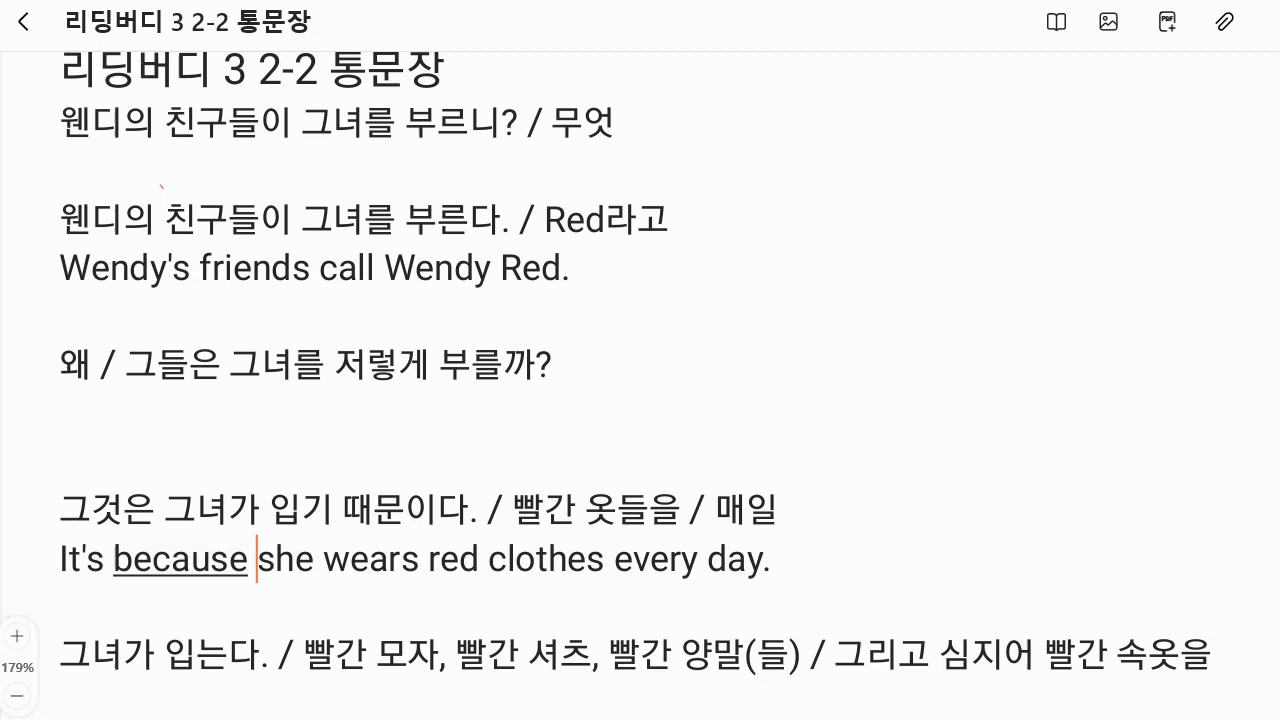 리딩버디 3 2-2 통문장
리딩버디 3 2-2 통문장
웬디의 친구들이 그녀를 부르니? / 무엇
웬디의 친구들이 그녀를 부른다. / Red라고
Wendy's friends call Wendy Red.
왜 / 그들은 그녀를 저렇게 부를까?
그것은 그녀가 입기 때문이다. / 빨간 옷들을 / 매일
It's because she wears red clothes every day.
그녀가 입는다. / 빨간 모자, 빨간 셔츠, 빨간 양말(들) / 그리고 심지어 빨간 속옷을
179%
PDF